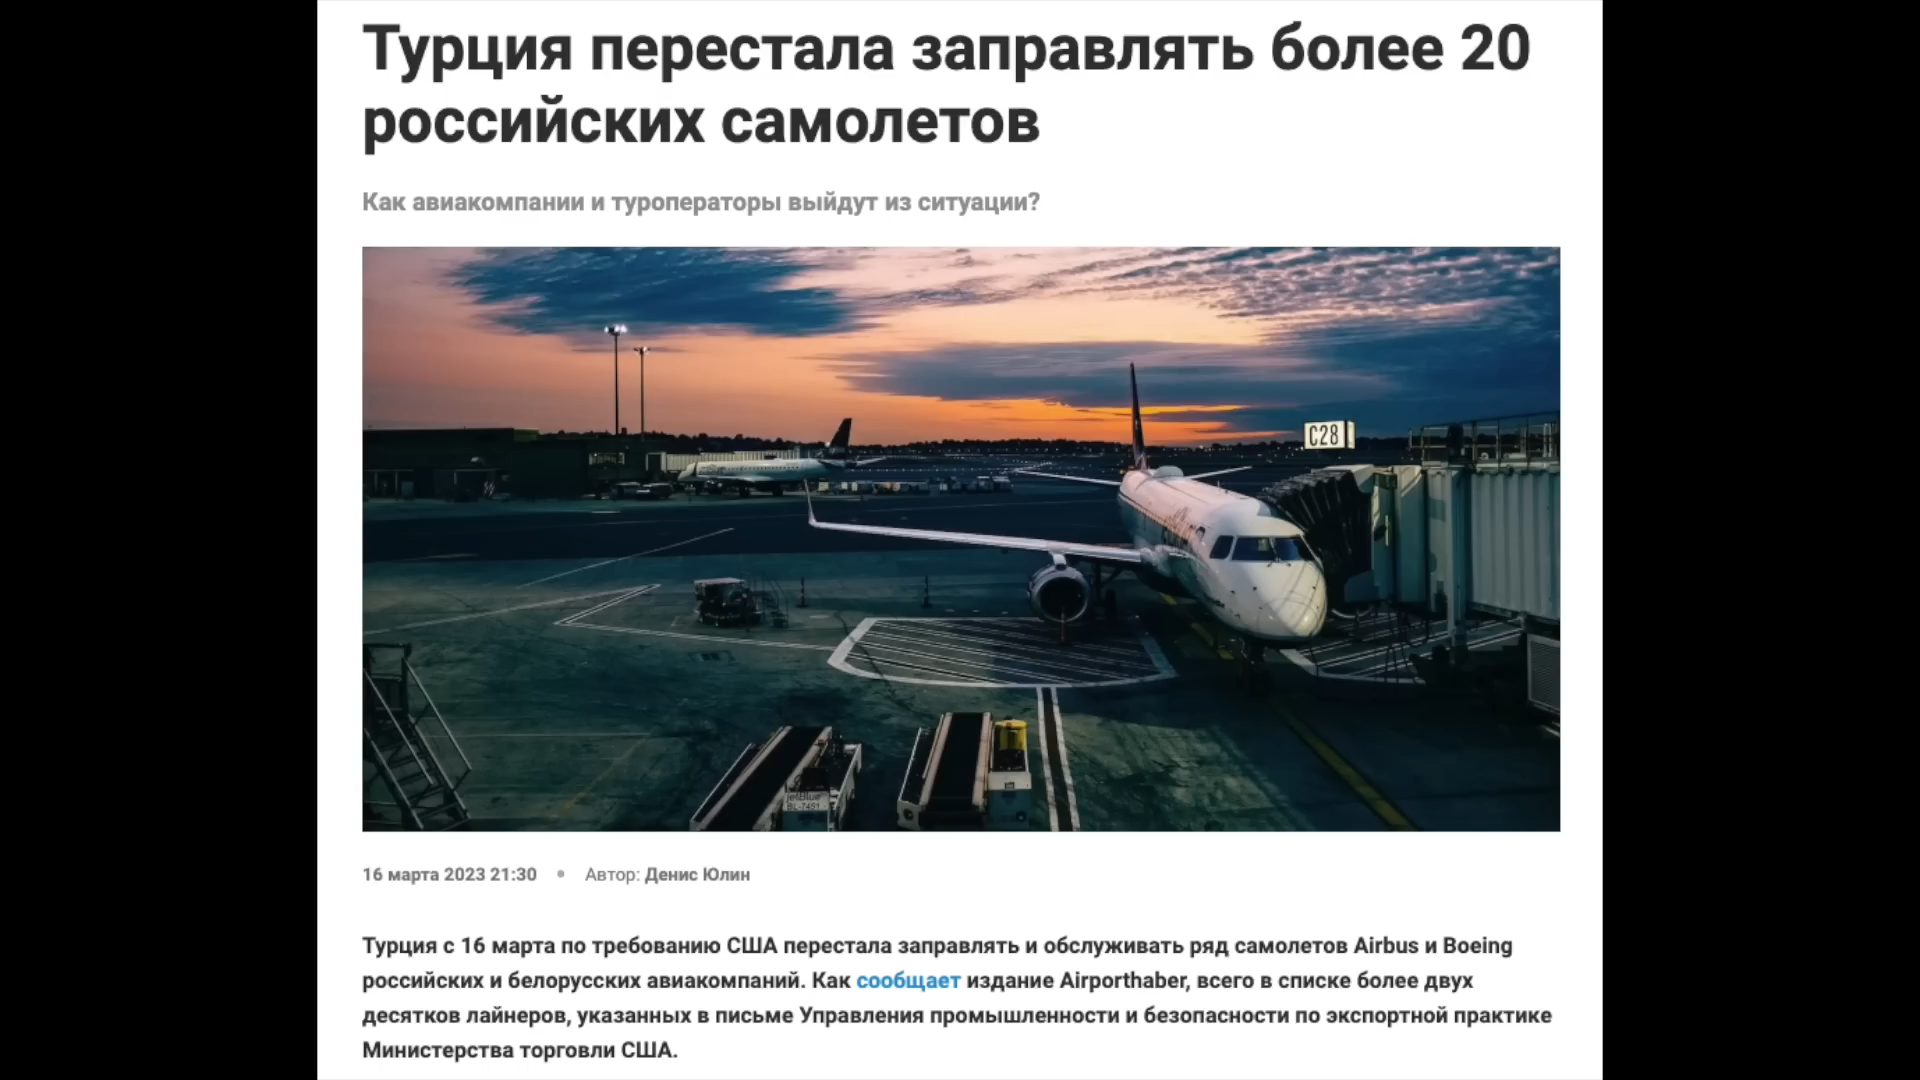 Турция перестала заправлять более 20
российских самолетов
Как авиакомпании и туроператоры выйдут из ситуации?
C28
jetBlue
BL-7451
16 марта 2023 21:30 • Автор: Денис Юлин
Турция с 16 марта по требованию США перестала заправлять и обслуживать ряд самолетов Airbus и Boeing
российских и белорусских авиакомпаний. Как сообщает издание Airporthaber, всего в списке более двух
десятков лайнеров, указанных в письме Управления промышленности и безопасности по экспортной практике
Министерства торговли США.